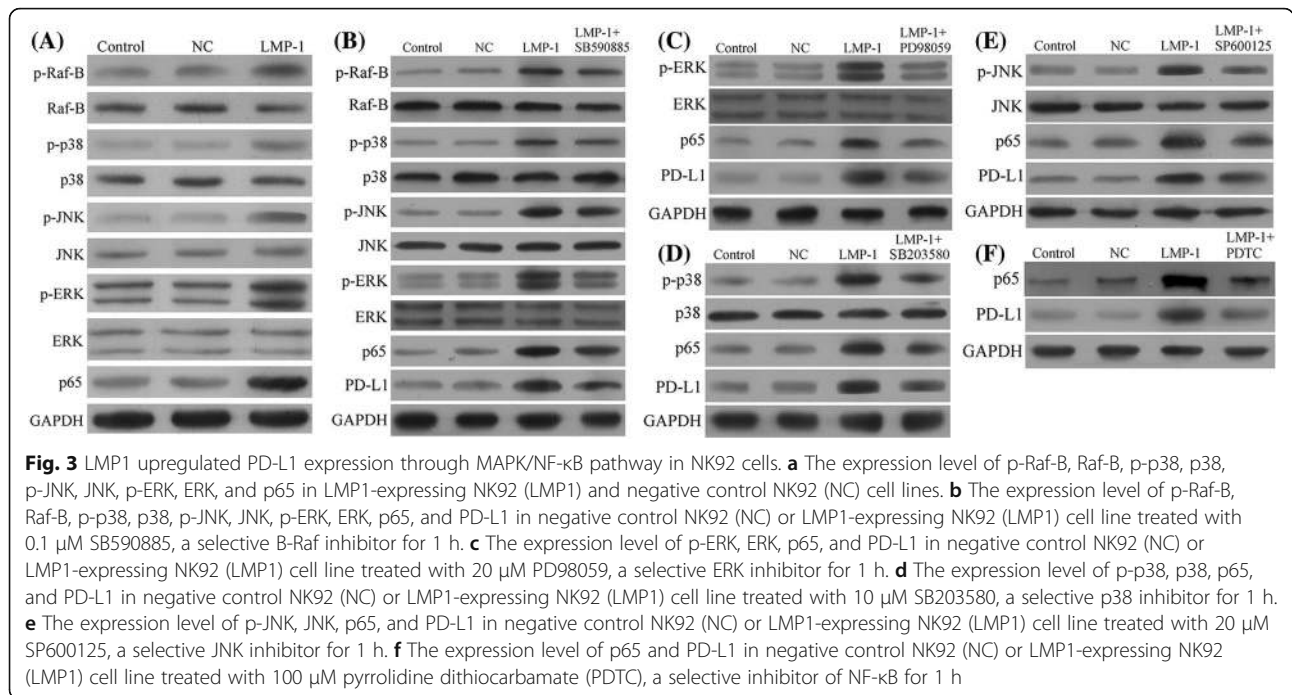 (A)
Control NC LMP-1
p-Raf-B
Raf-B
p-p38
p38
p-JNK
JNK
p-ERK
ERK
p65
GAPDH
(B)
Control NC LMP-1 LMP-1+
SB590885
p-Raf-B
Raf-B
p-p38
p38
p-JNK
JNK
p-ERK
ERK
p65
PD-L1
GAPDH
(C)
Control NC LMP-1 LMP-1+
PD98059
p-ERK
ERK
p65
PD-L1
GAPDH
(D)
Control NC LMP-1 LMP-1+
SB203580
p-p38
p38
p65
PD-L1
GAPDH
(E)
Control NC LMP-1 LMP-1+
SP600125
p-JNK
JNK
p65
PD-L1
GAPDH
(F)
Control NC LMP-1 LMP-1+
PDTC
p65
PD-L1
GAPDH
Fig. 3 LMP1 upregulated PD-L1 expression through MAPK/NF-κB pathway in NK92 cells. a The expression level of p-Raf-B, Raf-B, p-p38, p38,
p-JNK, JNK, p-ERK, ERK, and p65 in LMP1-expressing NK92 (LMP1) and negative control NK92 (NC) cell lines. b The expression level of p-Raf-B,
Raf-B, p-p38, p38, p-JNK, JNK, p-ERK, ERK, p65, and PD-L1 in negative control NK92 (NC) or LMP1-expressing NK92 (LMP1) cell line treated with
0.1 μM SB590885, a selective B-Raf inhibitor for 1 h. c The expression level of p-ERK, ERK, p65, and PD-L1 in negative control NK92 (NC) or
LMP1-expressing NK92 (LMP1) cell line treated with 20 μM PD98059, a selective ERK inhibitor for 1 h. d The expression level of p-p38, p38, p65,
and PD-L1 in negative control NK92 (NC) or LMP1-expressing NK92 (LMP1) cell line treated with 10 μM SB203580, a selective p38 inhibitor for 1 h.
e The expression level of p-JNK, JNK, p65, and PD-L1 in negative control NK92 (NC) or LMP1-expressing NK92 (LMP1) cell line treated with 20 μM
SP600125, a selective JNK inhibitor for 1 h. f The expression level of p65 and PD-L1 in negative control NK92 (NC) or LMP1-expressing NK92
(LMP1) cell line treated with 100 μM pyrrolidine dithiocarbamate (PDTC), a selective inhibitor of NF-κB for 1 h